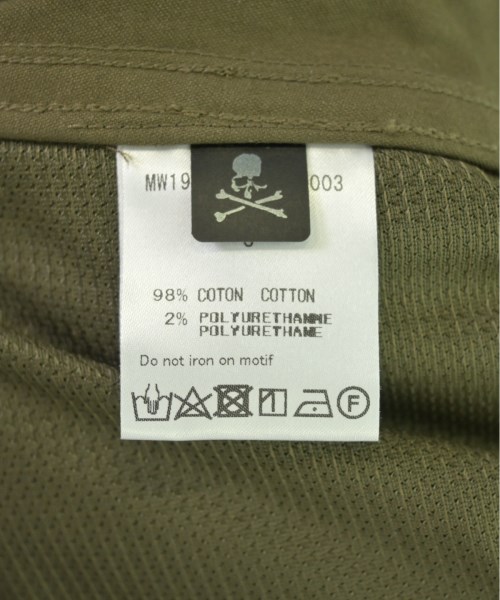 MW19 003
98% COTON COTTON
2% POLYURETHANNE
POLYURETHANE
Do not iron on motif
F